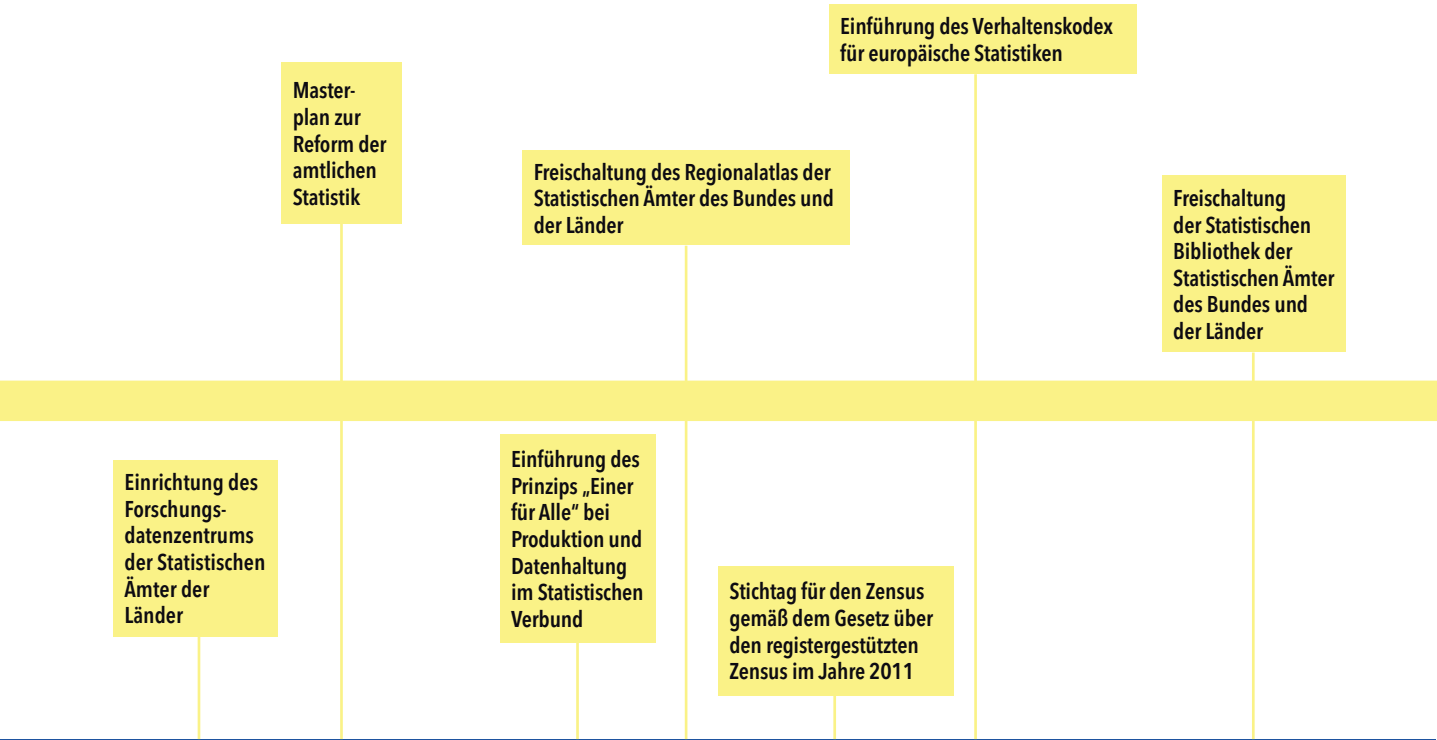 Einführung des Verhaltenskodex
für europäische Statistiken
Master-
plan zur
Reform der
amtlichen
Statistik
Freischaltung des Regionalatlas der
Statistischen Ämter des Bundes und
der Länder
Freischaltung
der Statistischen
Bibliothek der
Statistischen Ämter
des Bundes und
der Länder
Einrichtung des
Forschungs-
datenzentrums
der Statistischen
Ämter der
Länder
Einführung des
Prinzips „Einer
für Alle“ bei
Produktion und
Datenhaltung
im Statistischen
Verbund
Stichtag für den Zensus
gemäß dem Gesetz über
den registergestützten
Zensus im Jahre 2011